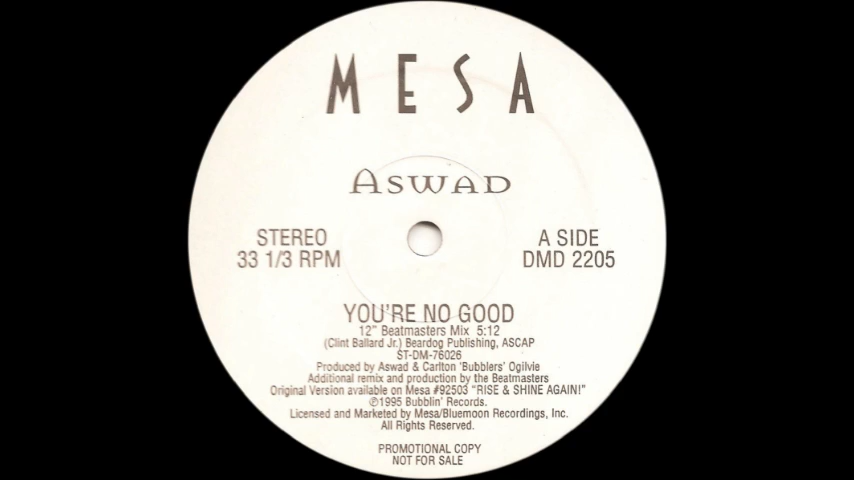 MESA
ASWAD
STEREO
33 1/3 RPM
A SIDE
DMD 2205
YOU'RE NO GOOD
12" Beatmasters Mix 5:12
(Clint Ballard Jr.) Beardog Publishing, ASCAP
ST-DM-76026
Produced by Aswad & Carlton 'Bubblers' Ogilvie
Additional remix and production by the Beatmasters
Original Version available on Mesa #92503 "RISE & SHINE AGAIN!"
℗1995 Bubblin' Records.
Licensed and Marketed by Mesa/Bluemoon Recordings, Inc.
All Rights Reserved.
PROMOTIONAL COPY
NOT FOR SALE